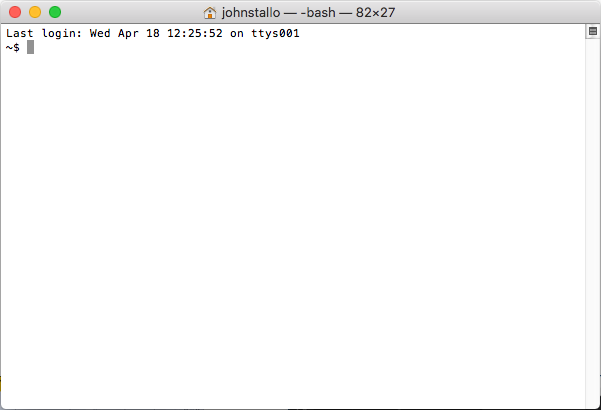 johnstallo — -bash — 82×27
Last login: Wed Apr 18 12:25:52 on ttys001
~$